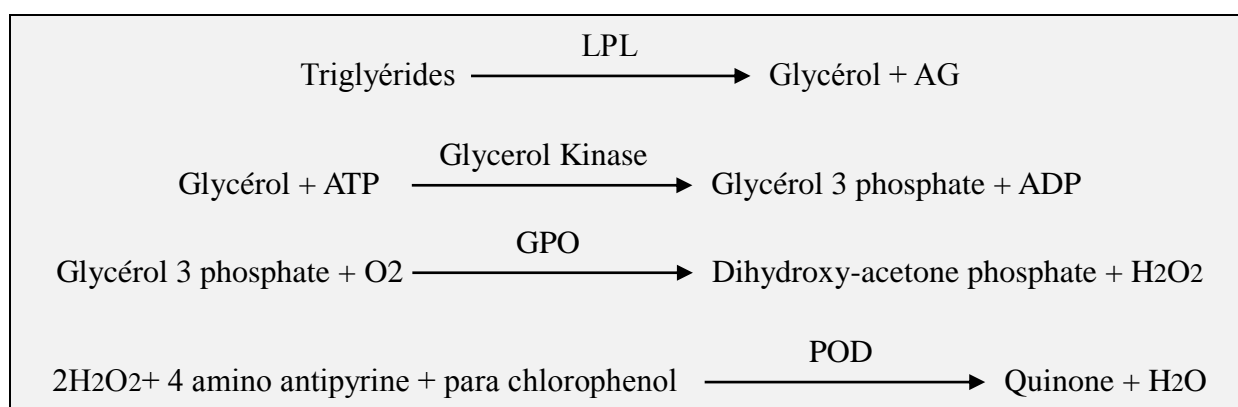 LPL
Triglyérides Glycérol + AG
Glycerol Kinase
Glycérol + ATP Glycérol 3 phosphate + ADP
GPO
Glycérol 3 phosphate + O2 Dihydroxy-acetone phosphate + H2O2
POD
2H2O2+ 4 amino antipyrine + para chlorophenol Quinone + H2O